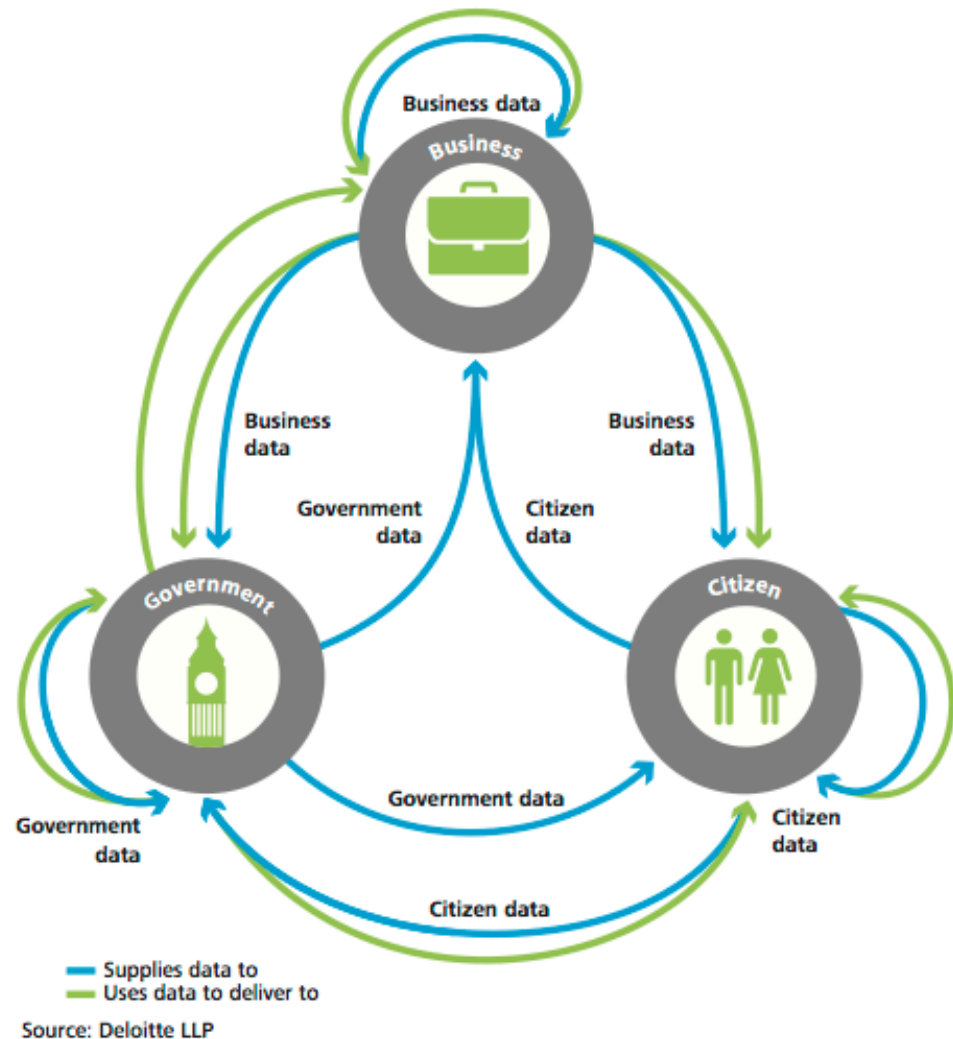 Business data
Business
Business
data
Business
data
Government
data
Citizen
data
Government
Citizen
Government data
Government
data
Citizen
data
Citizen data
Supplies data to
Uses data to deliver to
Source: Deloitte LLP